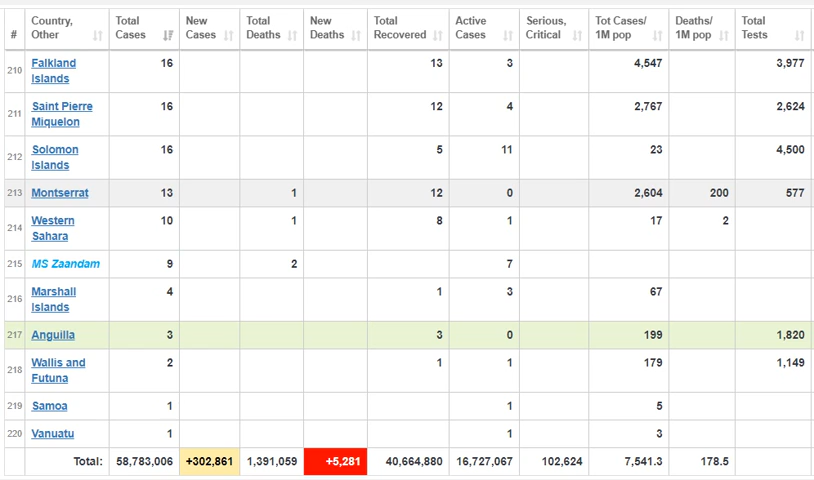 # Country, Other Total Cases New Cases Total Deaths New Deaths Total Recovered Active Cases Serious, Critical Tot Cases/ 1M pop Deaths/ 1M pop Total Tests
210 Falkland Islands 16 13 3 4,547 3,977
211 Saint Pierre Miquelon 16 12 4 2,767 2,624
212 Solomon Islands 16 5 11 23 4,500
213 Montserrat 13 1 12 0 2,604 200 577
214 Western Sahara 10 1 8 1 17 2
215 MS Zaandam 9 2 7
216 Marshall Islands 4 1 3 67
217 Anguilla 3 3 0 199 1,820
218 Wallis and Futuna 2 1 1 179 1,149
219 Samoa 1 1 5
220 Vanuatu 1 1 3
Total: 58,783,006 +302,861 1,391,059 +5,281 40,664,880 16,727,067 102,624 7,541.3 178.5